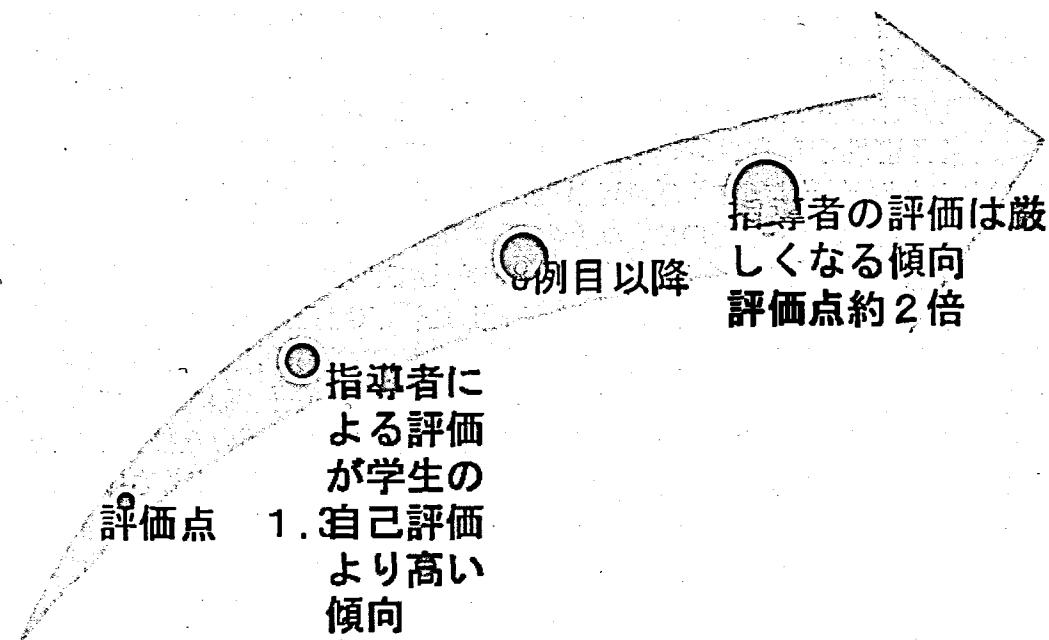 評価点　1.3
指導者に
よる評価
が学生の
自己評価
より高い
傾向
8例目以降
指導者の評価は厳
しくなる傾向
評価点約２倍